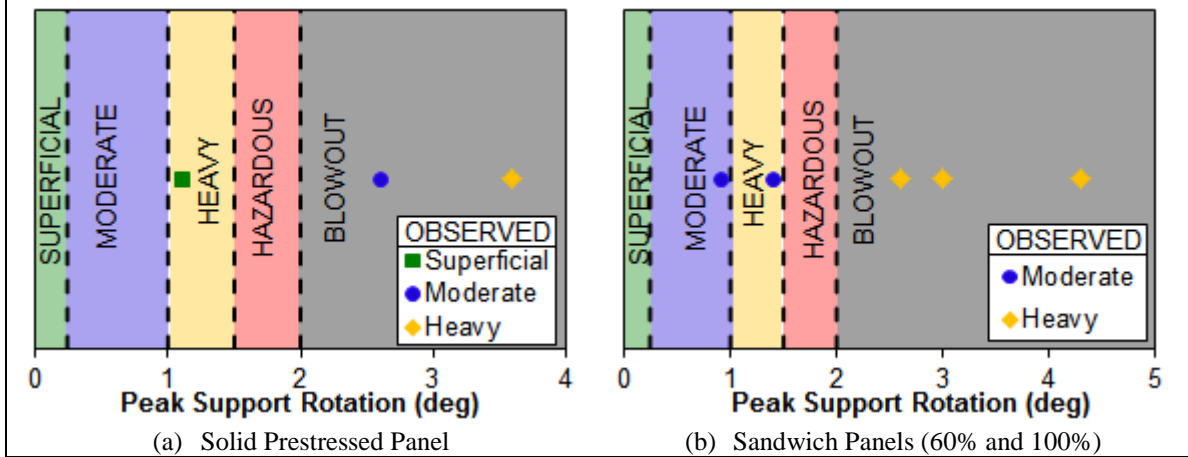 SUPERFICIAL
MODERATE
HEAVY
HAZARDOUS
BLOWOUT
OBSERVED
Superficial
Moderate
Heavy
0 1 2 3 4
Peak Support Rotation (deg)
(a) Solid Prestressed Panel
SUPERFICIAL
MODERATE
HEAVY
HAZARDOUS
BLOWOUT
OBSERVED
Moderate
Heavy
0 1 2 3 4 5
Peak Support Rotation (deg)
(b) Sandwich Panels (60% and 100%)